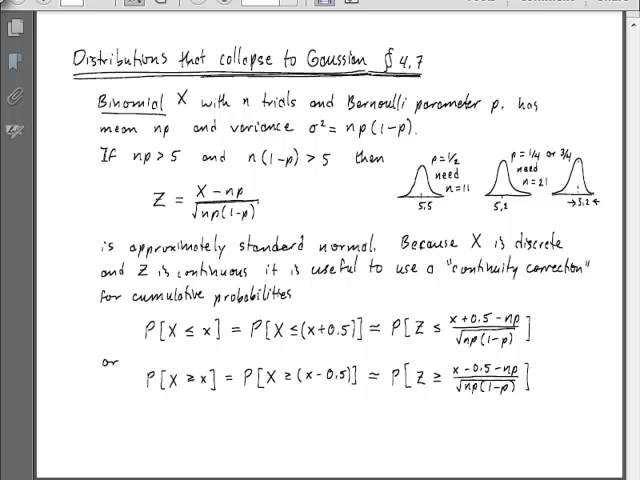 Distributions that collapse to Gaussian § 4.7
Binomial X with n trials and Bernoulli parameter p, has
mean np and variance σ² = np(1-p).
If np > 5 and n(1-p) > 5 then
p = 1/2 need n = 11
5.5
p = 1/4 or 3/4 need n = 21
5.2
→ 5.2 ←
Z = (X - np) / √(np(1-p))
is approximately standard normal. Because X is discrete
and Z is continuous it is useful to use a "continuity correction"
for cumulative probabilities
P[X ≤ x] = P[X ≤ (x+0.5)] ≃ P[Z ≤ (x+0.5-np) / √(np(1-p))]
or
P[X ≥ x] = P[X ≥ (x-0.5)] ≃ P[Z ≥ (x-0.5-np) / √(np(1-p))]